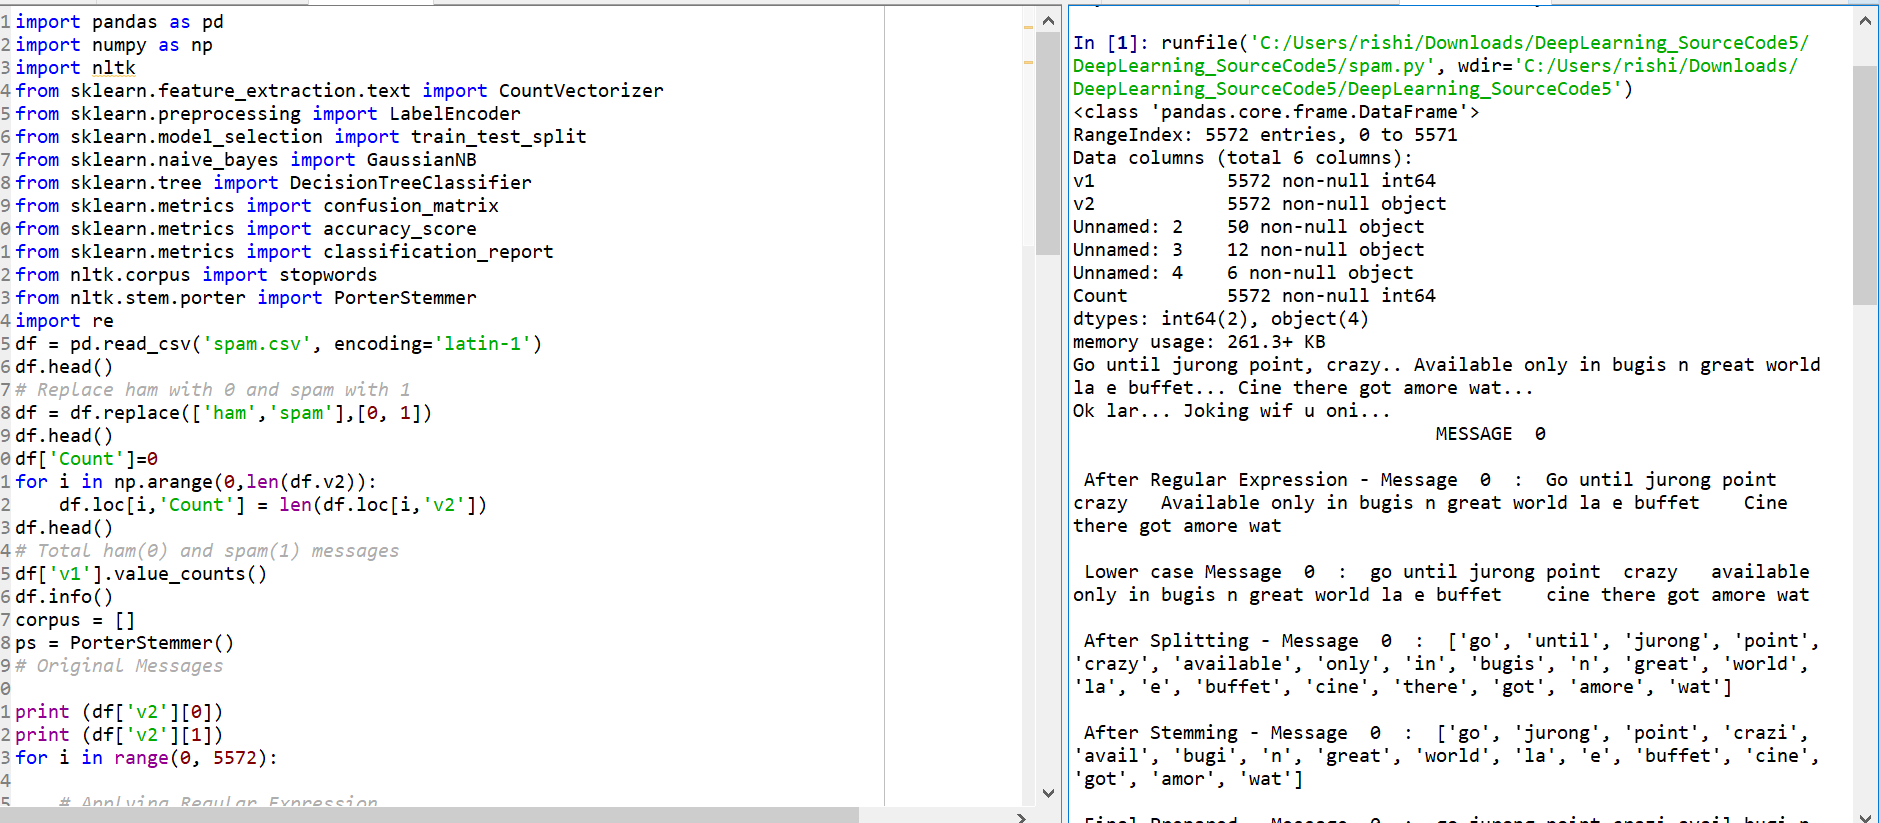 1 import pandas as pd
2 import numpy as np
3 import nltk
4 from sklearn.feature_extraction.text import CountVectorizer
5 from sklearn.preprocessing import LabelEncoder
6 from sklearn.model_selection import train_test_split
7 from sklearn.naive_bayes import GaussianNB
8 from sklearn.tree import DecisionTreeClassifier
9 from sklearn.metrics import confusion_matrix
0 from sklearn.metrics import accuracy_score
1 from sklearn.metrics import classification_report
2 from nltk.corpus import stopwords
3 from nltk.stem.porter import PorterStemmer
4 import re
5 df = pd.read_csv('spam.csv', encoding='latin-1')
6 df.head()
7 # Replace ham with 0 and spam with 1
8 df = df.replace(['ham','spam'],[0, 1])
9 df.head()
0 df['Count']=0
1 for i in np.arange(0,len(df.v2)):
2     df.loc[i,'Count'] = len(df.loc[i,'v2'])
3 df.head()
4 # Total ham(0) and spam(1) messages
5 df['v1'].value_counts()
6 df.info()
7 corpus = []
8 ps = PorterStemmer()
9 # Original Messages
0
1 print (df['v2'][0])
2 print (df['v2'][1])
3 for i in range(0, 5572):
4
5     # Applying Regular Expression
In [1]: runfile('C:/Users/rishi/Downloads/DeepLearning_SourceCode5/
DeepLearning_SourceCode5/spam.py', wdir='C:/Users/rishi/Downloads/
DeepLearning_SourceCode5/DeepLearning_SourceCode5')
<class 'pandas.core.frame.DataFrame'>
RangeIndex: 5572 entries, 0 to 5571
Data columns (total 6 columns):
v1            5572 non-null int64
v2            5572 non-null object
Unnamed: 2    50 non-null object
Unnamed: 3    12 non-null object
Unnamed: 4    6 non-null object
Count         5572 non-null int64
dtypes: int64(2), object(4)
memory usage: 261.3+ KB
Go until jurong point, crazy.. Available only in bugis n great world
la e buffet... Cine there got amore wat...
Ok lar... Joking wif u oni...
MESSAGE  0
After Regular Expression - Message  0  :  Go until jurong point
crazy   Available only in bugis n great world la e buffet    Cine
there got amore wat
Lower case Message  0  :  go until jurong point  crazy   available
only in bugis n great world la e buffet    cine there got amore wat
After Splitting - Message  0  :  ['go', 'until', 'jurong', 'point',
'crazy', 'available', 'only', 'in', 'bugis', 'n', 'great', 'world',
'la', 'e', 'buffet', 'cine', 'there', 'got', 'amore', 'wat']
After Stemming - Message  0  :  ['go', 'jurong', 'point', 'crazi',
'avail', 'bugi', 'n', 'great', 'world', 'la', 'e', 'buffet', 'cine',
'got', 'amor', 'wat']
Final Prepared - Message  0  :  go jurong point crazi avail bugi n